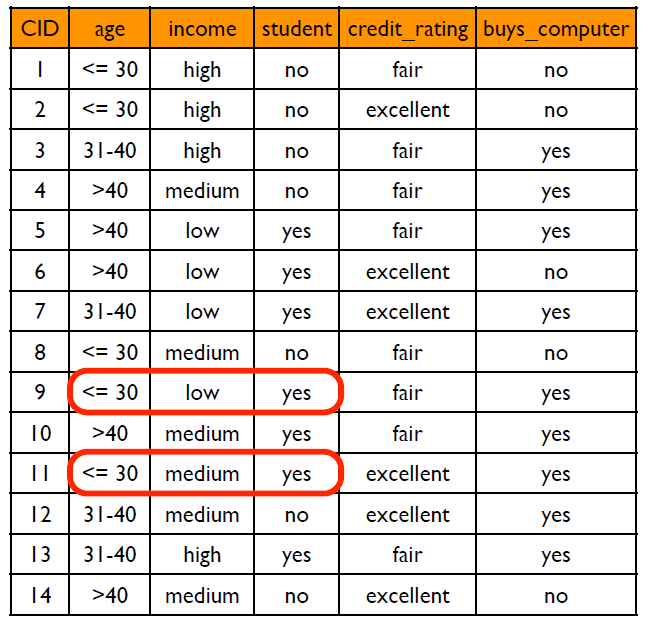 CID age income student credit_rating buys_computer
1 <= 30 high no fair no
2 <= 30 high no excellent no
3 31-40 high no fair yes
4 >40 medium no fair yes
5 >40 low yes fair yes
6 >40 low yes excellent no
7 31-40 low yes excellent yes
8 <= 30 medium no fair no
9 <= 30 low yes fair yes
10 >40 medium yes fair yes
11 <= 30 medium yes excellent yes
12 31-40 medium no excellent yes
13 31-40 high yes fair yes
14 >40 medium no excellent no